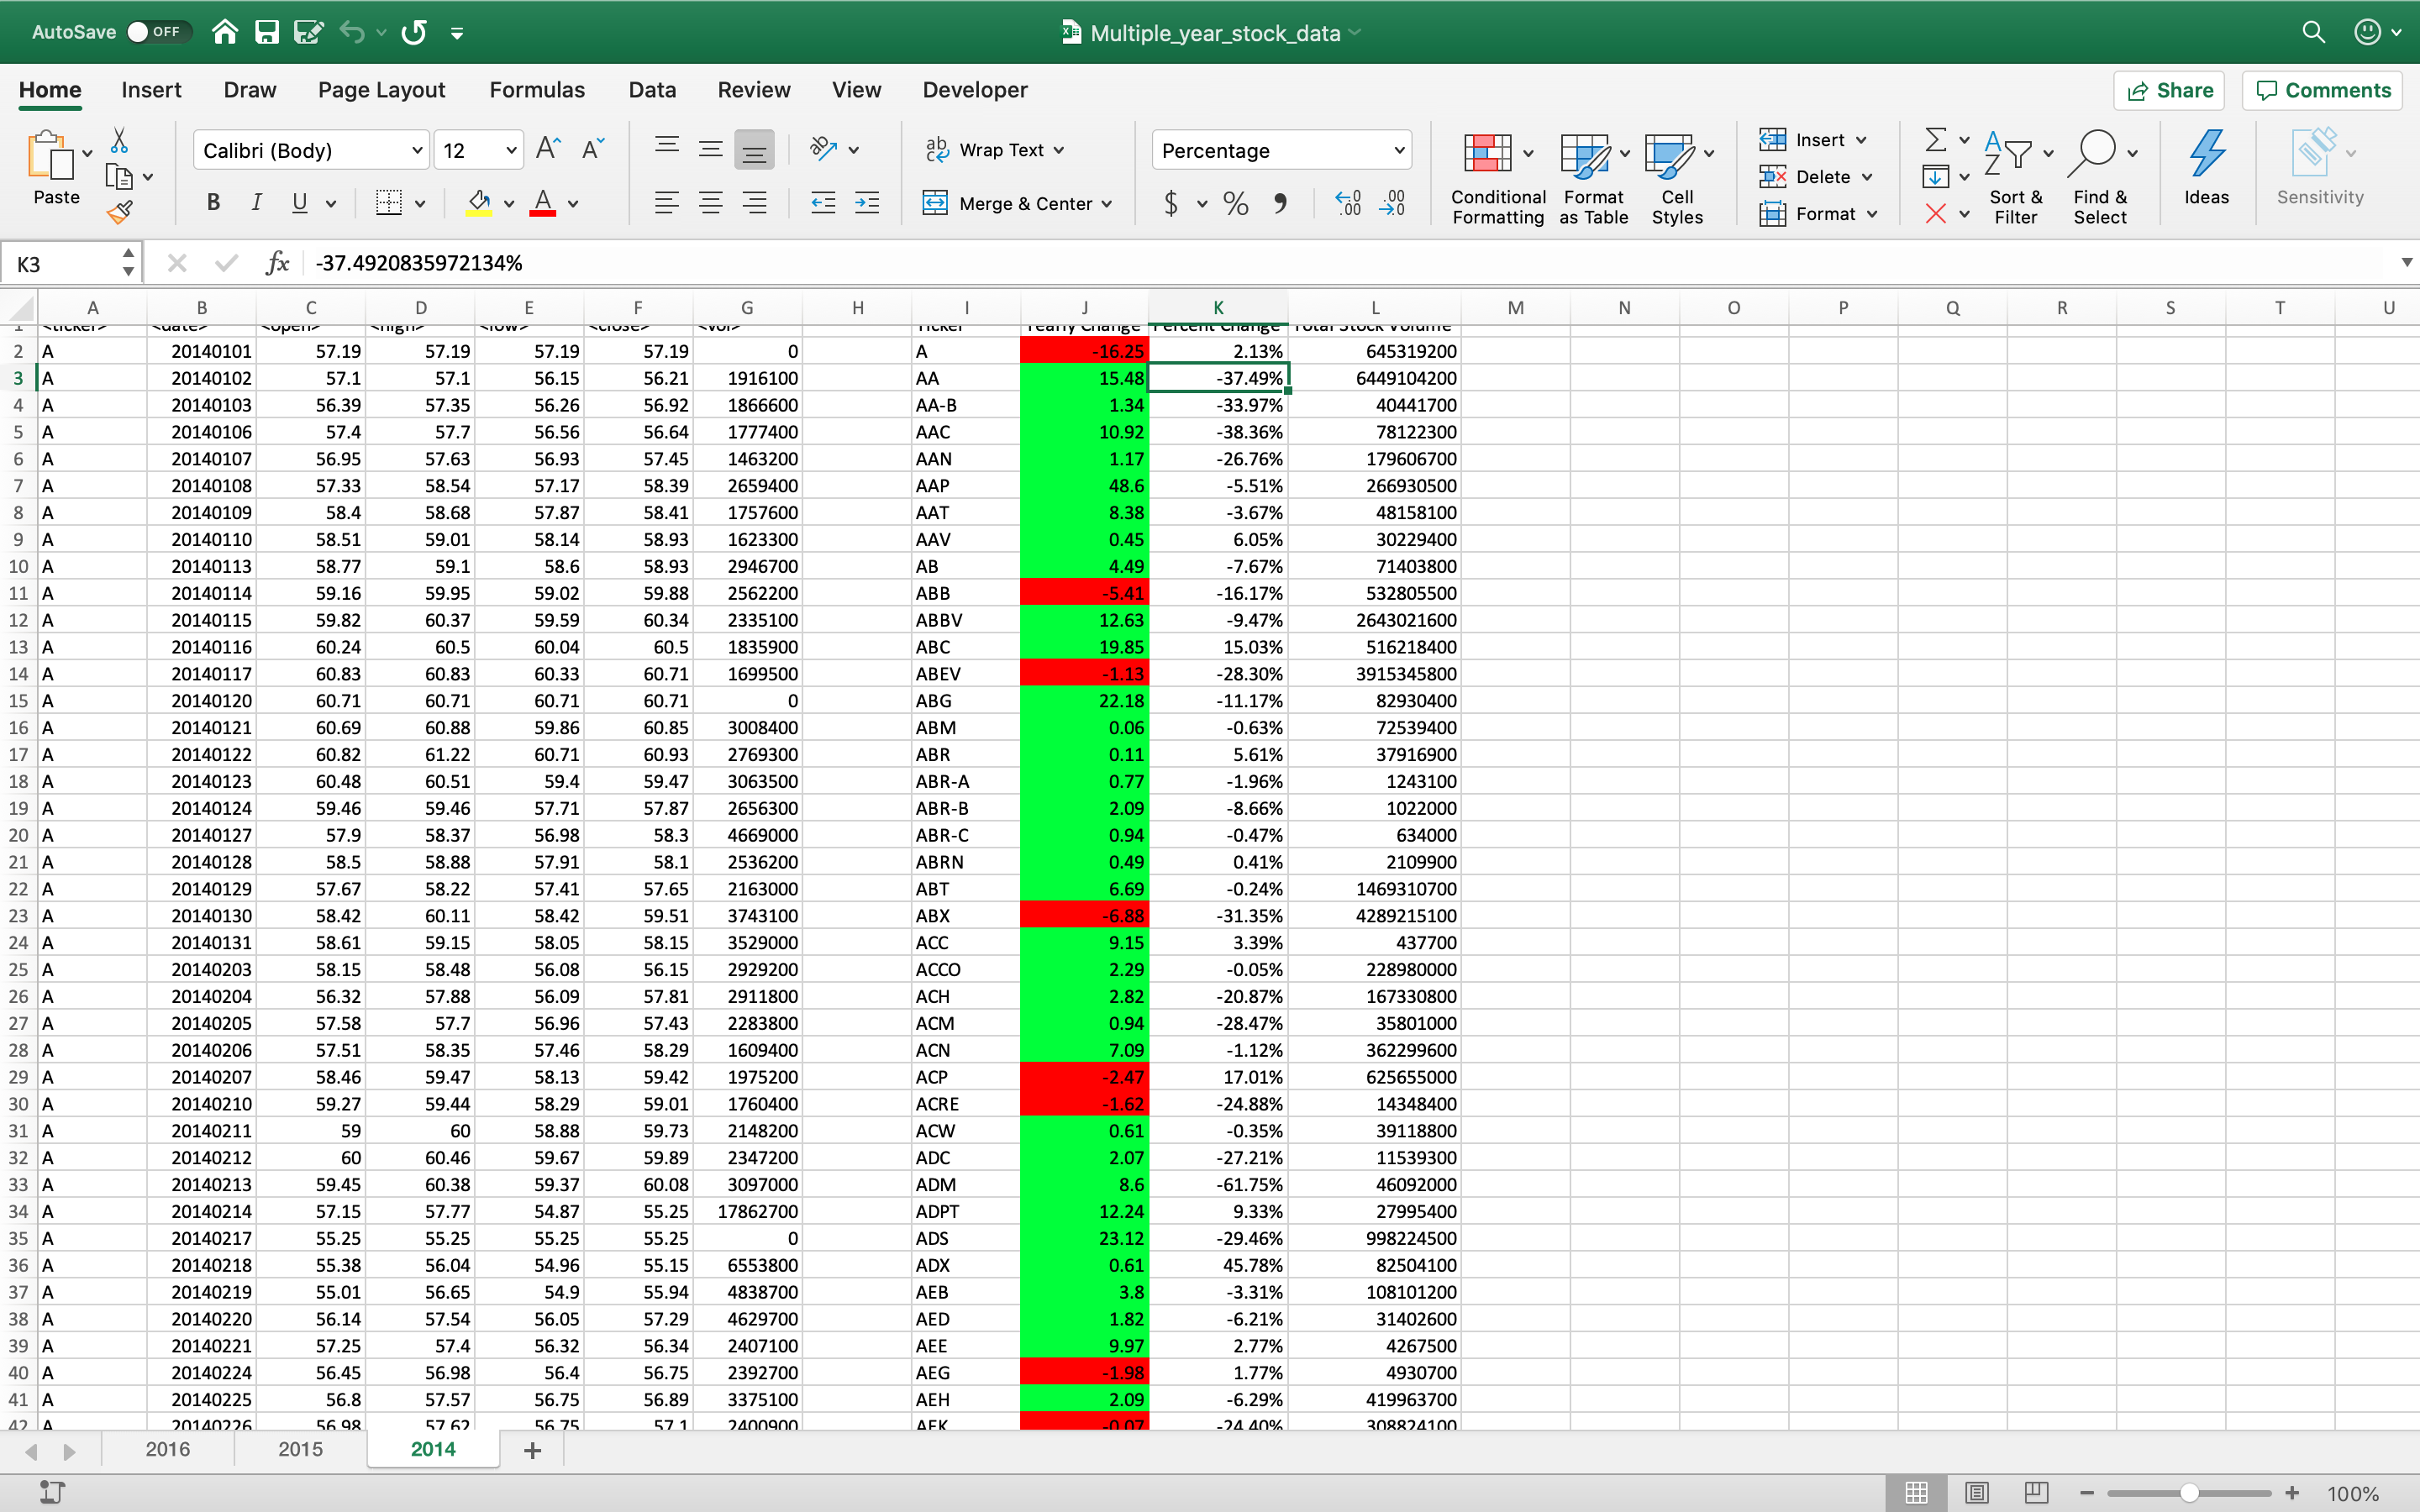 AutoSave OFF Multiple_year_stock_data
Home Insert Draw Page Layout Formulas Data Review View Developer Share Comments
Paste Calibri (Body) 12 Wrap Text Percentage Conditional Formatting Format as Table Cell Styles Insert Delete Format Sort & Filter Find & Select Ideas Sensitivity
B I U Merge & Center $ %
K3 fx -37.4920835972134%
A B C D E F G H I J K L M N O P Q R S T U
1 <ticker> <date> <open> <high> <low> <close> <vol> Ticker Yearly Change Percent Change Total Stock Volume
2 A 20140101 57.19 57.19 57.19 57.19 0 A -16.25 2.13% 645319200
3 A 20140102 57.1 57.1 56.15 56.21 1916100 AA 15.48 -37.49% 6449104200
4 A 20140103 56.39 57.35 56.26 56.92 1866600 AA-B 1.34 -33.97% 40441700
5 A 20140106 57.4 57.7 56.56 56.64 1777400 AAC 10.92 -38.36% 78122300
6 A 20140107 56.95 57.63 56.93 57.45 1463200 AAN 1.17 -26.76% 179606700
7 A 20140108 57.33 58.54 57.17 58.39 2659400 AAP 48.6 -5.51% 266930500
8 A 20140109 58.4 58.68 57.87 58.41 1757600 AAT 8.38 -3.67% 48158100
9 A 20140110 58.51 59.01 58.14 58.93 1623300 AAV 0.45 6.05% 30229400
10 A 20140113 58.77 59.1 58.6 58.93 2946700 AB 4.49 -7.67% 71403800
11 A 20140114 59.16 59.95 59.02 59.88 2562200 ABB -5.41 -16.17% 532805500
12 A 20140115 59.82 60.37 59.59 60.34 2335100 ABBV 12.63 -9.47% 2643021600
13 A 20140116 60.24 60.5 60.04 60.5 1835900 ABC 19.85 15.03% 516218400
14 A 20140117 60.83 60.83 60.33 60.71 1699500 ABEV -1.13 -28.30% 3915345800
15 A 20140120 60.71 60.71 60.71 60.71 0 ABG 22.18 -11.17% 82930400
16 A 20140121 60.69 60.88 59.86 60.85 3008400 ABM 0.06 -0.63% 72539400
17 A 20140122 60.82 61.22 60.71 60.93 2769300 ABR 0.11 5.61% 37916900
18 A 20140123 60.48 60.51 59.4 59.47 3063500 ABR-A 0.77 -1.96% 1243100
19 A 20140124 59.46 59.46 57.71 57.87 2656300 ABR-B 2.09 -8.66% 1022000
20 A 20140127 57.9 58.37 56.98 58.3 4669000 ABR-C 0.94 -0.47% 634000
21 A 20140128 58.5 58.88 57.91 58.1 2536200 ABRN 0.49 0.41% 2109900
22 A 20140129 57.67 58.22 57.41 57.65 2163000 ABT 6.69 -0.24% 1469310700
23 A 20140130 58.42 60.11 58.42 59.51 3743100 ABX -6.88 -31.35% 4289215100
24 A 20140131 58.61 59.15 58.05 58.15 3529000 ACC 9.15 3.39% 437700
25 A 20140203 58.15 58.48 56.08 56.15 2929200 ACCO 2.29 -0.05% 228980000
26 A 20140204 56.32 57.88 56.09 57.81 2911800 ACH 2.82 -20.87% 167330800
27 A 20140205 57.58 57.7 56.96 57.43 2283800 ACM 0.94 -28.47% 35801000
28 A 20140206 57.51 58.35 57.46 58.29 1609400 ACN 7.09 -1.12% 362299600
29 A 20140207 58.46 59.47 58.13 59.42 1975200 ACP -2.47 17.01% 625655000
30 A 20140210 59.27 59.44 58.29 59.01 1760400 ACRE -1.62 -24.88% 14348400
31 A 20140211 59 60 58.88 59.73 2148200 ACW 0.61 -0.35% 39118800
32 A 20140212 60 60.46 59.67 59.89 2347200 ADC 2.07 -27.21% 11539300
33 A 20140213 59.45 60.38 59.37 60.08 3097000 ADM 8.6 -61.75% 46092000
34 A 20140214 57.15 57.77 54.87 55.25 17862700 ADPT 12.24 9.33% 27995400
35 A 20140217 55.25 55.25 55.25 55.25 0 ADS 23.12 -29.46% 998224500
36 A 20140218 55.38 56.04 54.96 55.15 6553800 ADX 0.61 45.78% 82504100
37 A 20140219 55.01 56.65 54.9 55.94 4838700 AEB 3.8 -3.31% 108101200
38 A 20140220 56.14 57.54 56.05 57.29 4629700 AED 1.82 -6.21% 31402600
39 A 20140221 57.25 57.4 56.32 56.34 2407100 AEE 9.97 2.77% 4267500
40 A 20140224 56.45 56.98 56.4 56.75 2392700 AEG -1.98 1.77% 4930700
41 A 20140225 56.8 57.57 56.75 56.89 3375100 AEH 2.09 -6.29% 419963700
42 A 20140226 56.98 57.62 56.75 57.1 2400900 AEK -0.07 -24.40% 308824100
2016 2015 2014
100%